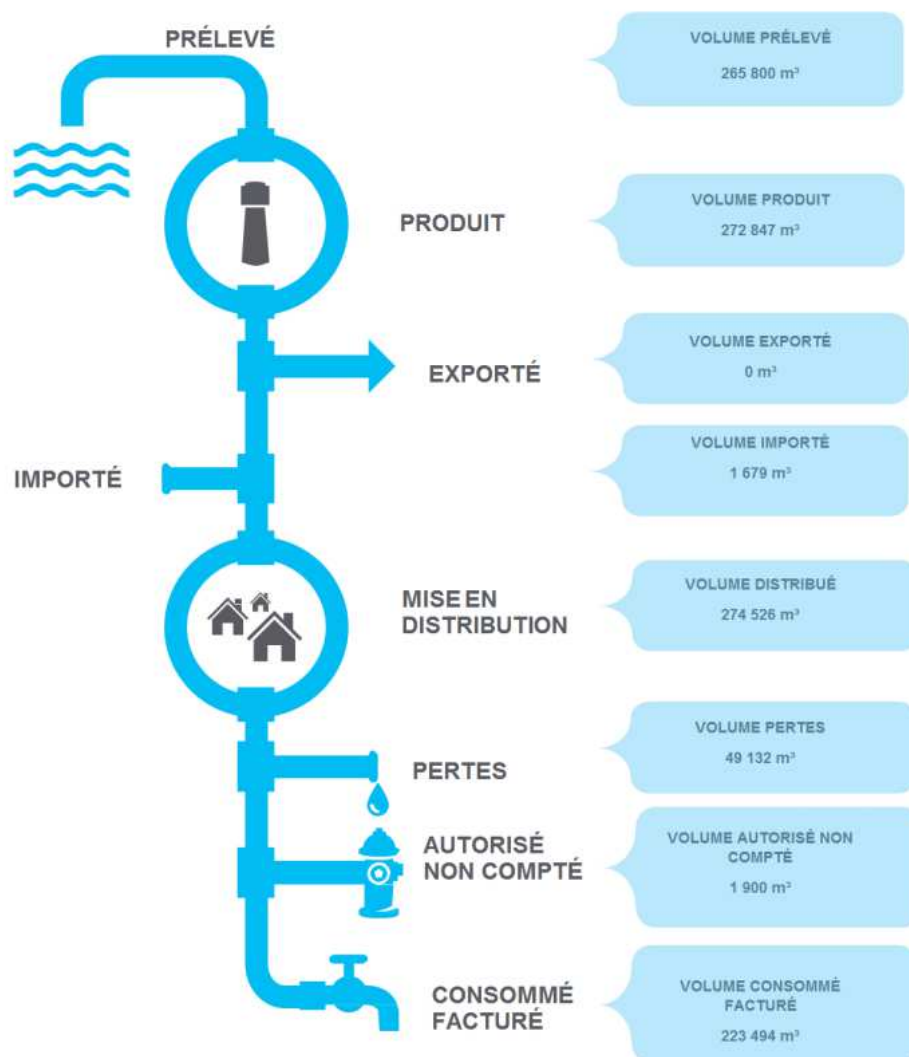 PRÉLEVÉ
VOLUME PRÉLEVÉ
265 800 m³
PRODUIT
VOLUME PRODUIT
272 847 m³
EXPORTÉ
VOLUME EXPORTÉ
0 m³
IMPORTÉ
VOLUME IMPORTÉ
1 679 m³
MISE EN
DISTRIBUTION
VOLUME DISTRIBUÉ
274 526 m³
PERTES
VOLUME PERTES
49 132 m³
AUTORISÉ
NON COMPTÉ
VOLUME AUTORISÉ NON
COMPTÉ
1 900 m³
CONSOMMÉ
FACTURÉ
VOLUME CONSOMMÉ
FACTURÉ
223 494 m³